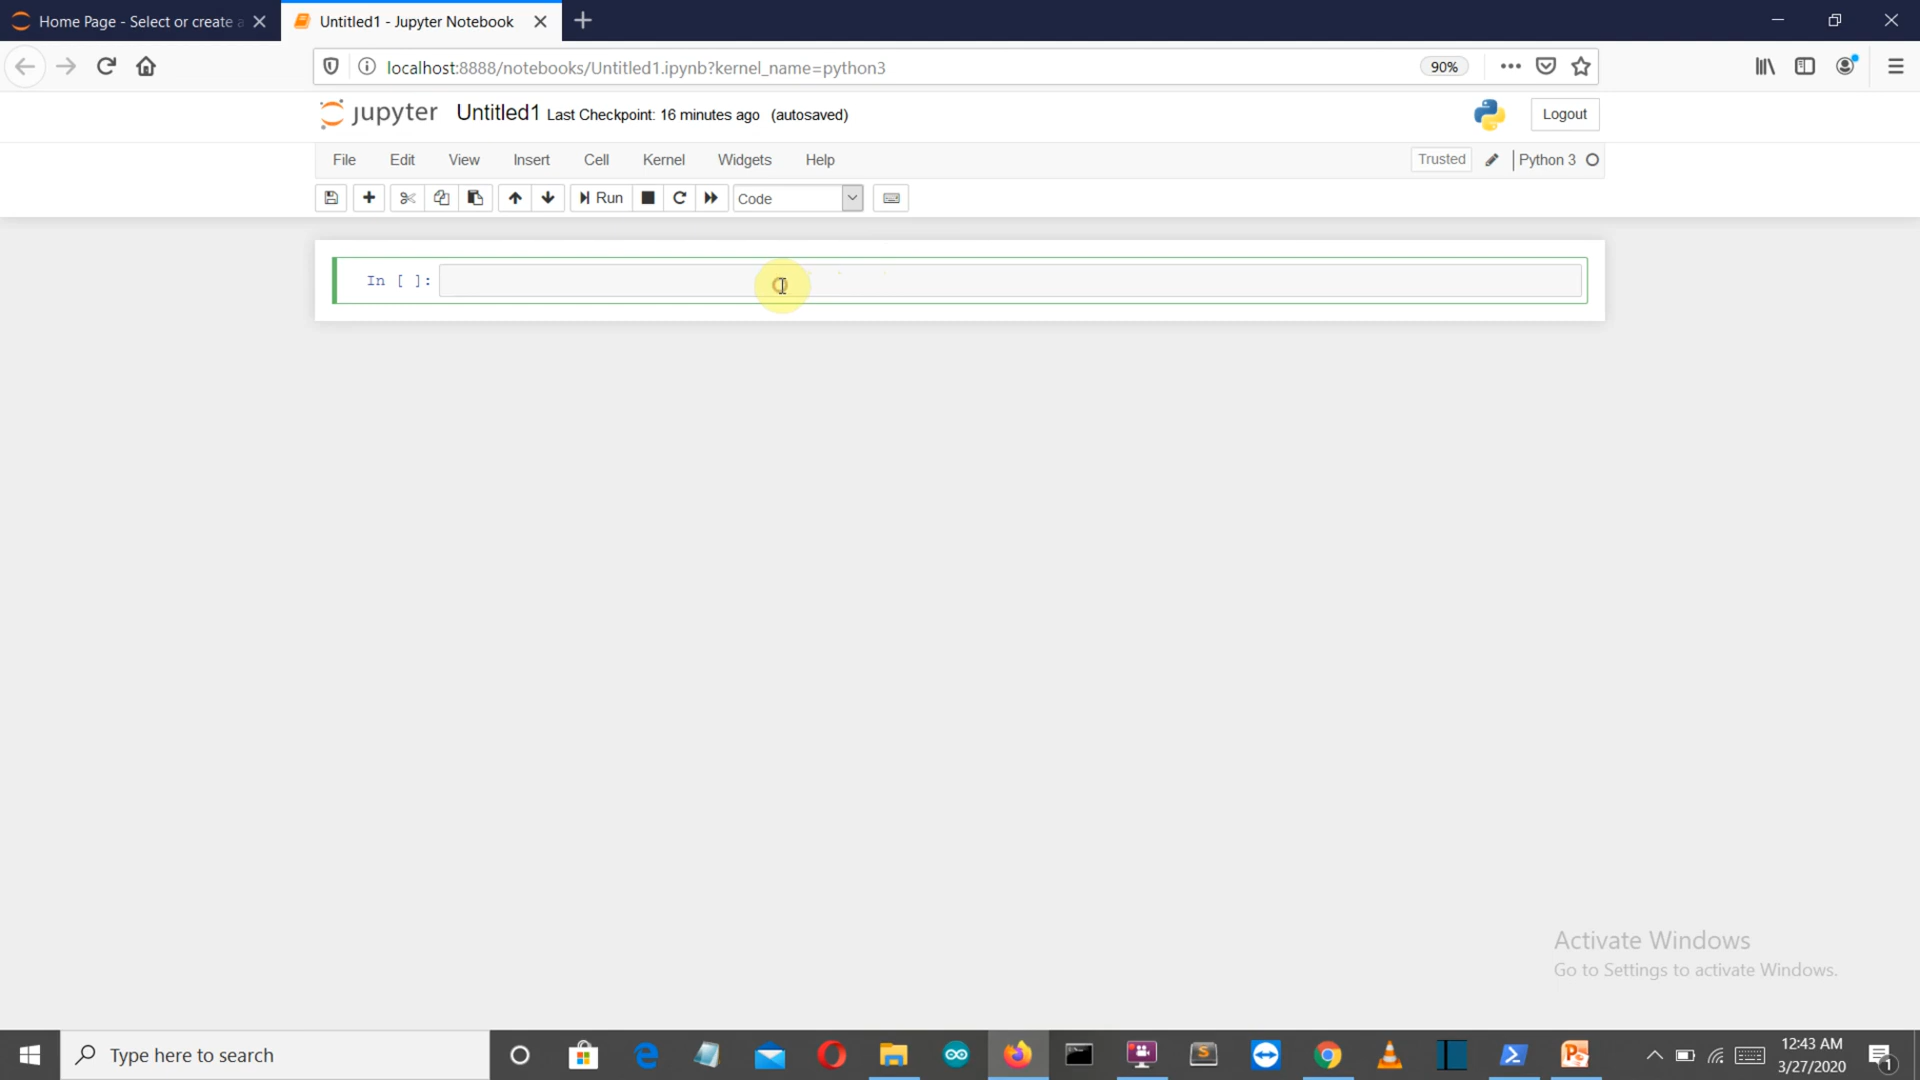 Home Page - Select or create a
Untitled1 - Jupyter Notebook
localhost:8888/notebooks/Untitled1.ipynb?kernel_name=python3
90%
jupyter Untitled1 Last Checkpoint: 16 minutes ago (autosaved)
Logout
File Edit View Insert Cell Kernel Widgets Help
Trusted
Python 3
Run
Code
In [ ]:
Activate Windows
Go to Settings to activate Windows.
Type here to search
12:43 AM
3/27/2020
1